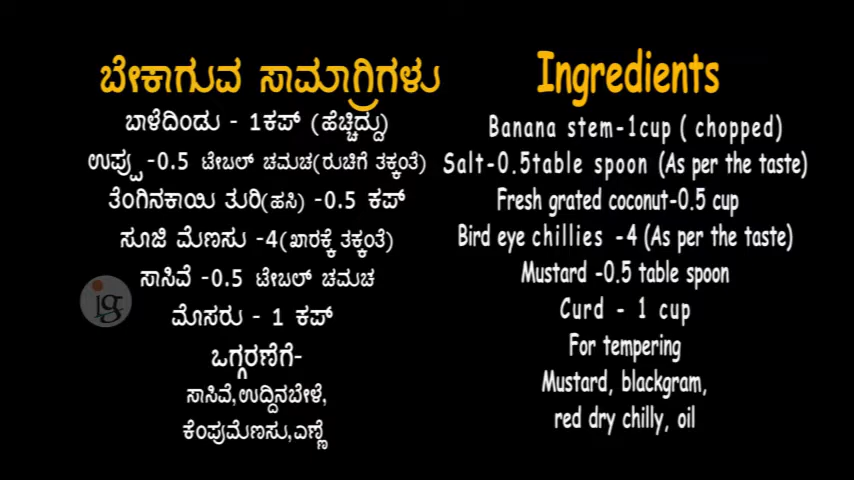 ಬೇಕಾಗುವ ಸಾಮಾಗ್ರಿಗಳು
ಬಾಳೆದಿಂಡು - 1ಕಪ್ (ಹೆಚ್ಚಿದ್ದು)
ಉಪ್ಪು -0.5 ಟೇಬಲ್ ಚಮಚ(ರುಚಿಗೆ ತಕ್ಕಂತೆ)
ತೆಂಗಿನಕಾಯಿ ತುರಿ(ಹಸಿ) -0.5 ಕಪ್
ಸೂಜಿ ಮೆಣಸು -4(ಖಾರಕ್ಕೆ ತಕ್ಕಂತೆ)
ಸಾಸಿವೆ -0.5 ಟೇಬಲ್ ಚಮಚ
ಮೊಸರು - 1 ಕಪ್
ಒಗ್ಗರಣೆಗೆ-
ಸಾಸಿವೆ,ಉದ್ದಿನಬೇಳೆ,
ಕೆಂಪುಮೆಣಸು,ಎಣ್ಣೆ
Ingredients
Banana stem-1cup ( chopped)
Salt-0.5table spoon (As per the taste)
Fresh grated coconut-0.5 cup
Bird eye chillies -4 (As per the taste)
Mustard -0.5 table spoon
Curd - 1 cup
For tempering
Mustard, blackgram,
red dry chilly, oil